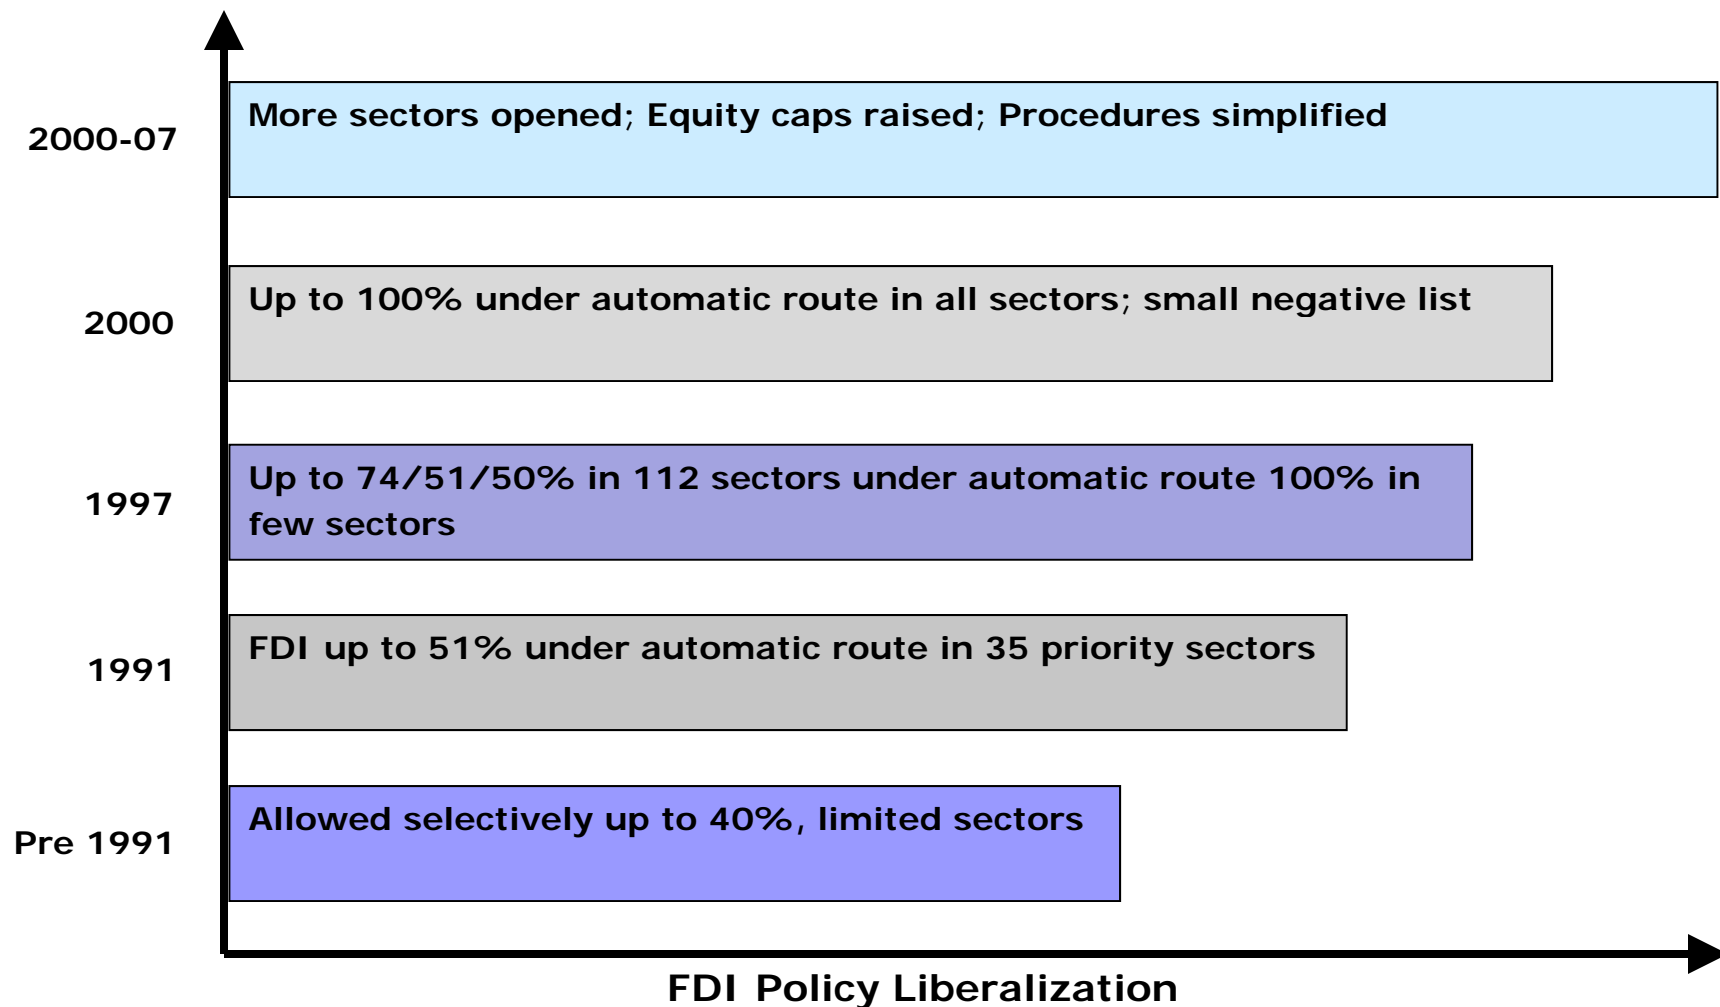 2000-07
More sectors opened; Equity caps raised; Procedures simplified
2000
Up to 100% under automatic route in all sectors; small negative list
1997
Up to 74/51/50% in 112 sectors under automatic route 100% in
few sectors
1991
FDI up to 51% under automatic route in 35 priority sectors
Pre 1991
Allowed selectively up to 40%, limited sectors
FDI Policy Liberalization